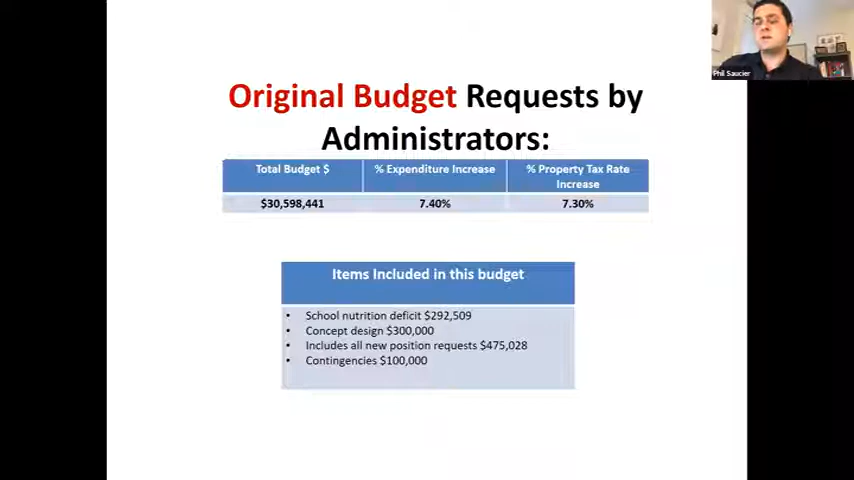 Original Budget Requests by
Administrators:
Total Budget $ % Expenditure Increase % Property Tax Rate
Increase
$30,598,441 7.40% 7.30%
Items Included in this budget
• School nutrition deficit $292,509
• Concept design $300,000
• Includes all new position requests $475,028
• Contingencies $100,000
Phil Saucier